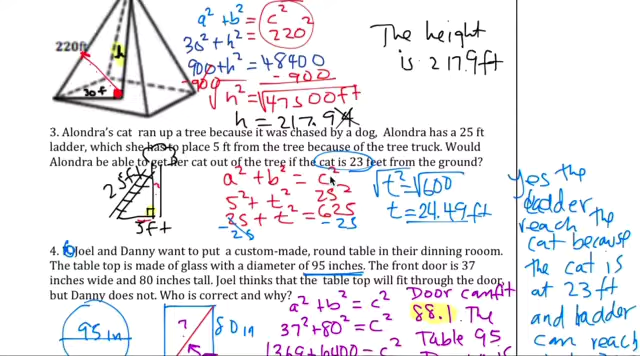 a² + b² = c²
220²
30² + h² =
900 + h² = 48400
-900 -900
√h² = √47500ft
h = 217.94
220ft
h
30ft
The height
is 217.9ft
3. Alondra's cat ran up a tree because it was chased by a dog, Alondra has a 25 ft
ladder, which she has to place 5 ft from the tree because of the tree truck. Would
Alondra be able to get her cat out of the tree if the cat is 23 feet from the ground?
25ft
5ft
a² + b² = c²
5² + t² = 25²
25 + t² = 625
-25 -25
√t² = √600
t = 24.49ft
Yes the
ladder
reach the
cat because
the cat is
at 23 ft
and ladder
can reach
4. Joel and Danny want to put a custom-made, round table in their dinning rooom.
The table top is made of glass with a diameter of 95 inches. The front door is 37
inches wide and 80 inches tall. Joel thinks that the table top will fit through the door,
but Danny does not. Who is correct and why?
95in
?
80in
a² + b² = c²
37² + 80² = c²
1369 + 6400 = c²
Door can fit
88.1. The
Table 95